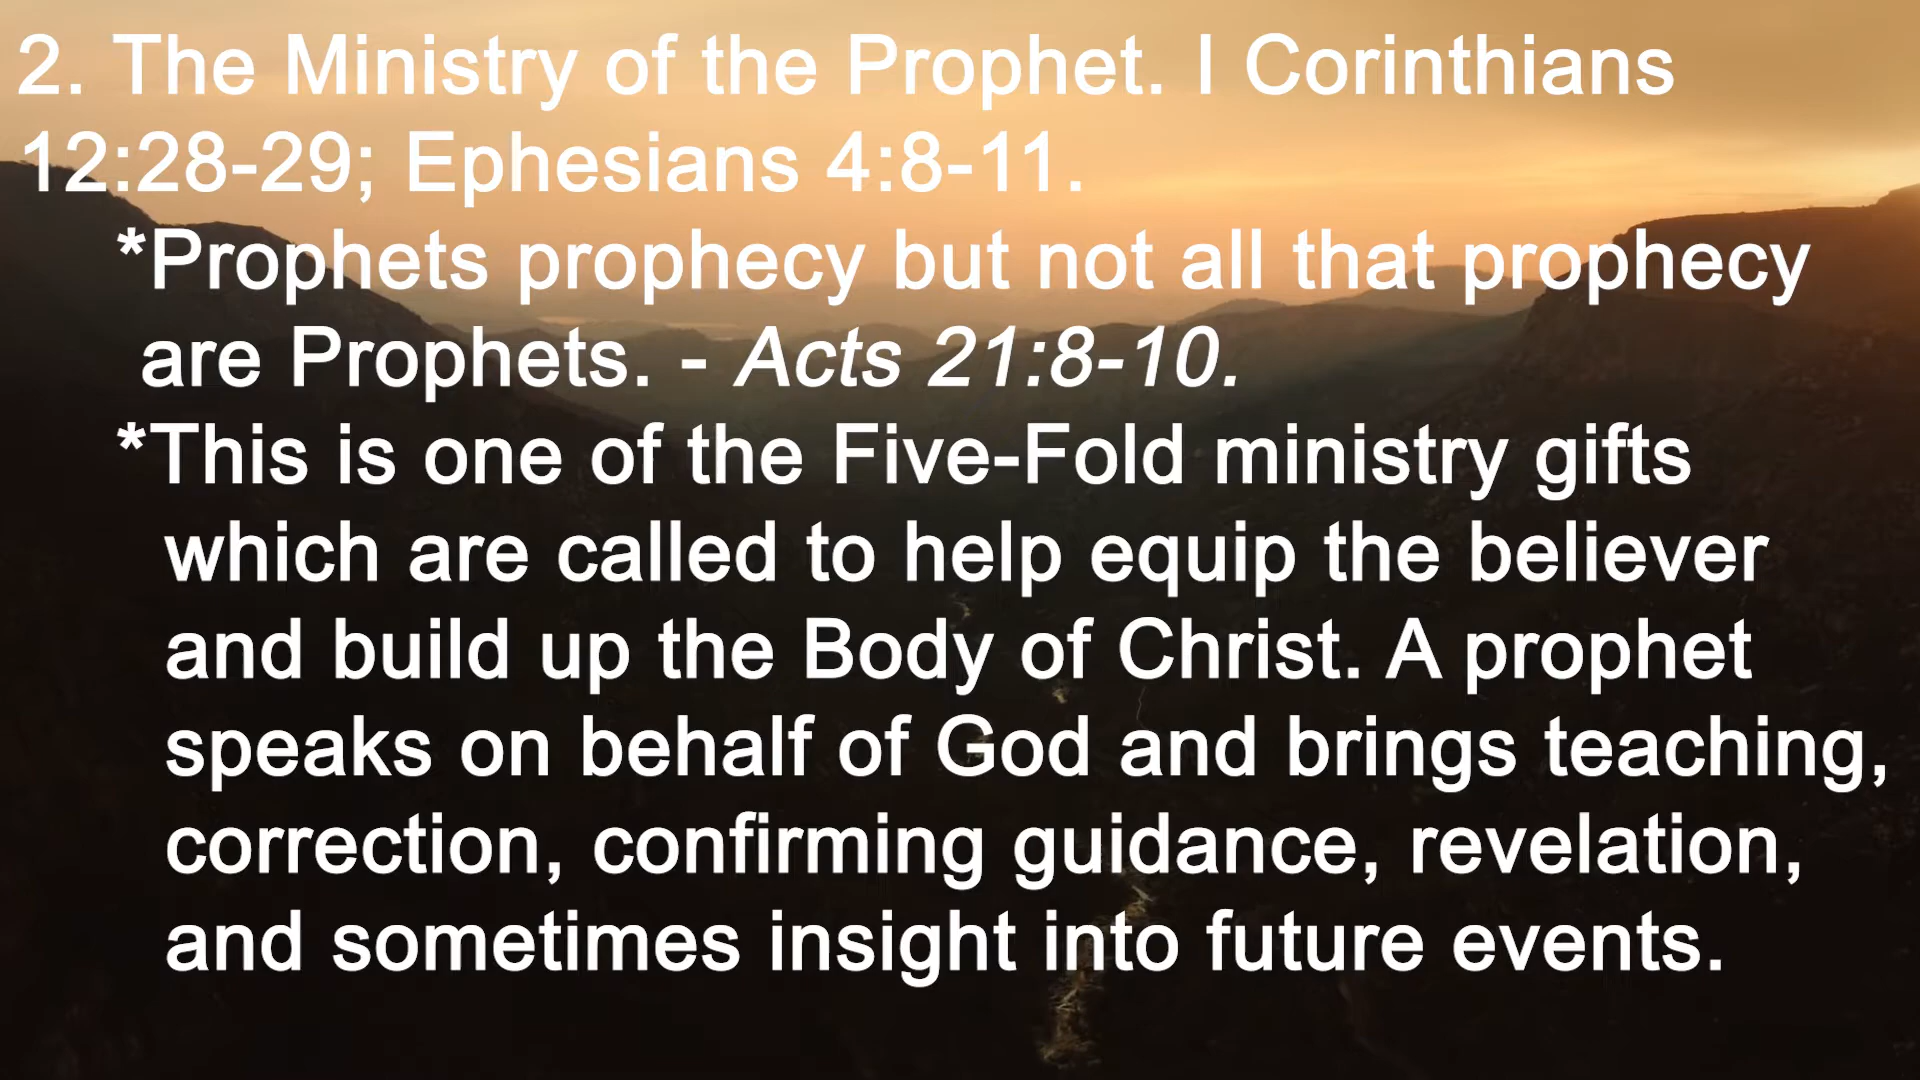 2. The Ministry of the Prophet. I Corinthians
12:28-29; Ephesians 4:8-11.
*Prophets prophecy but not all that prophecy
are Prophets. - Acts 21:8-10.
*This is one of the Five-Fold ministry gifts
which are called to help equip the believer
and build up the Body of Christ. A prophet
speaks on behalf of God and brings teaching,
correction, confirming guidance, revelation,
and sometimes insight into future events.